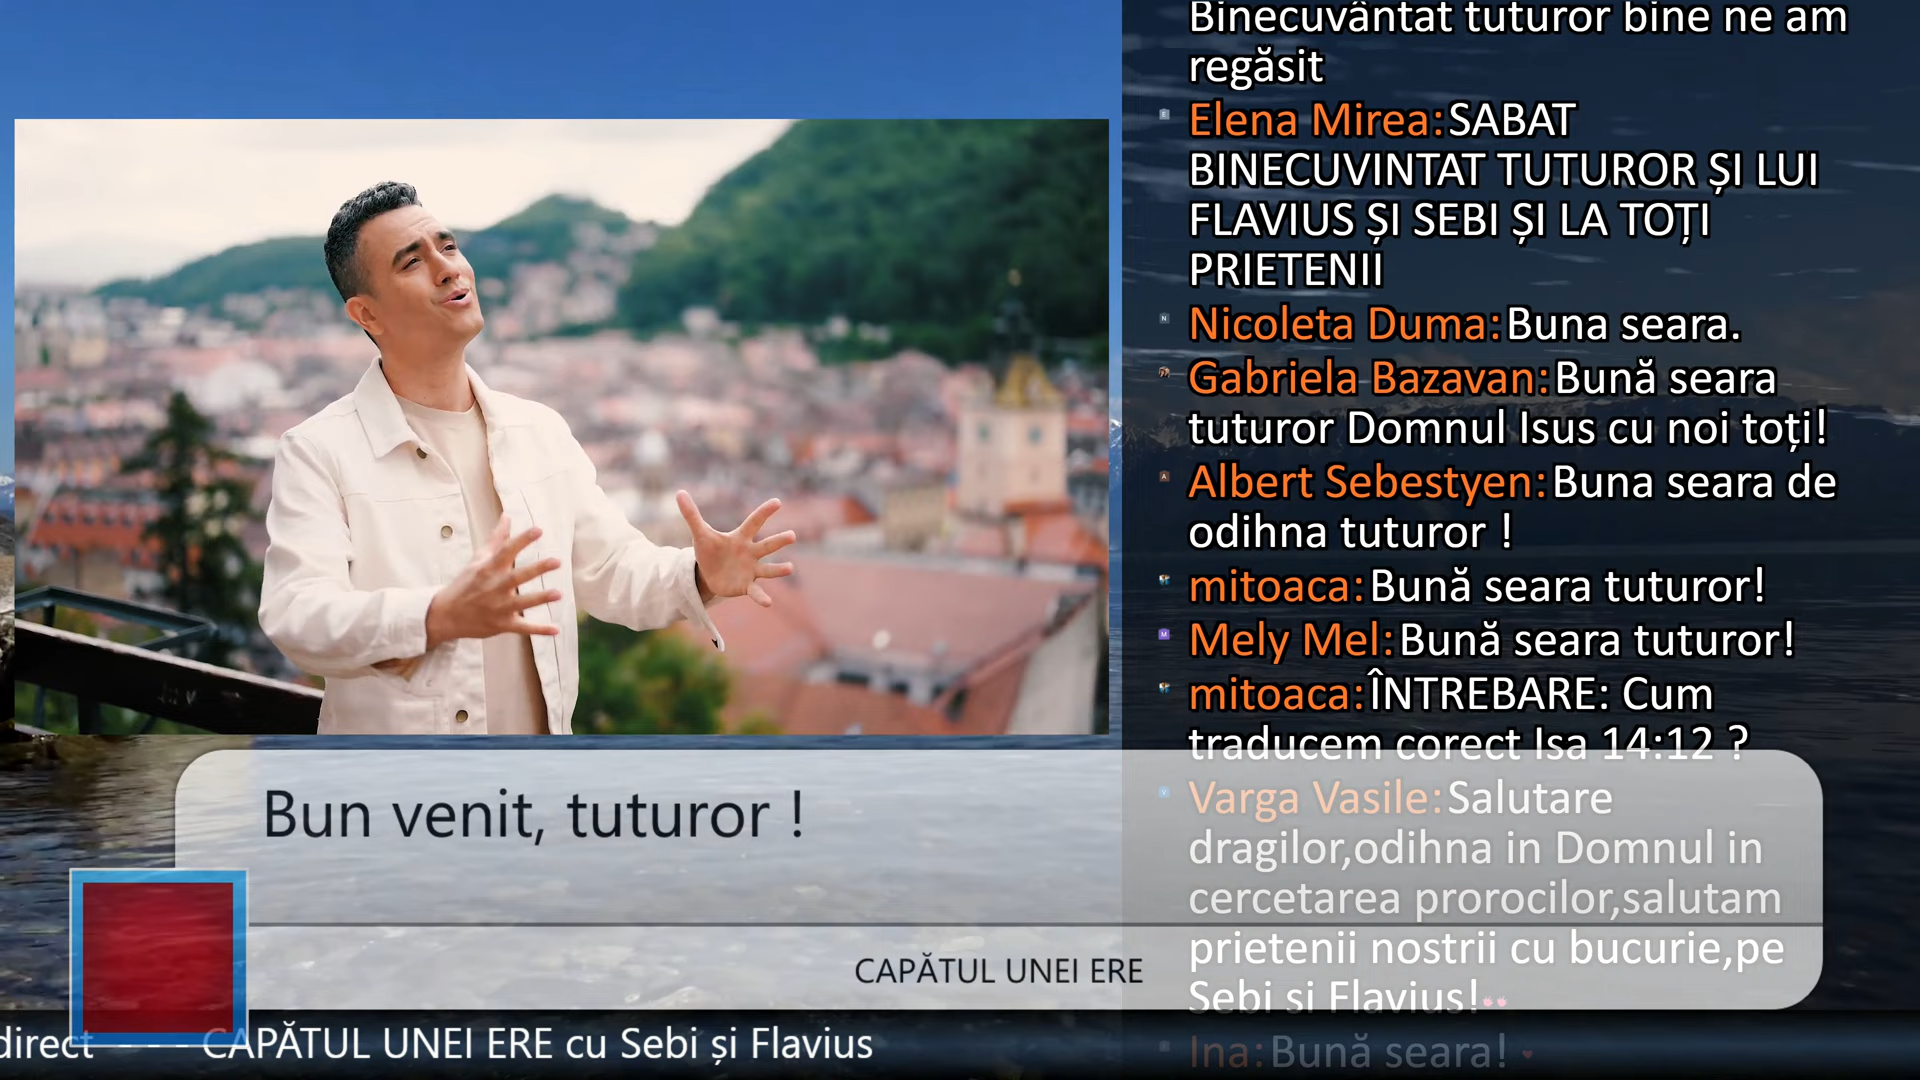 Binecuvântat tuturor bine ne am
regăsit
Elena Mirea: SABAT
BINECUVINTAT TUTUROR ȘI LUI
FLAVIUS ȘI SEBI ȘI LA TOȚI
PRIETENII
Nicoleta Duma: Buna seara.
Gabriela Bazavan: Bună seara
tuturor Domnul Isus cu noi toți!
Albert Sebestyen: Buna seara de
odihna tuturor !
mitoaca: Bună seara tuturor!
Mely Mel: Bună seara tuturor!
mitoaca: ÎNTREBARE: Cum
traducem corect Isa 14:12 ?
Varga Vasile: Salutare
dragilor,odihna in Domnul in
cercetarea prorocilor,salutam
prietenii nostrii cu bucurie,pe
Sebi si Flavius!
Ina: Bună seara!
Bun venit, tuturor !
CAPĂTUL UNEI ERE
direct - - - CAPĂTUL UNEI ERE cu Sebi și Flavius